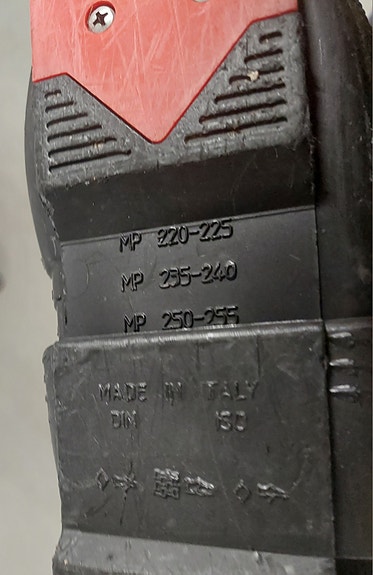 MP 220-225
MP 235-240
MP 250-255
MADE IN ITALY
DIN ISO